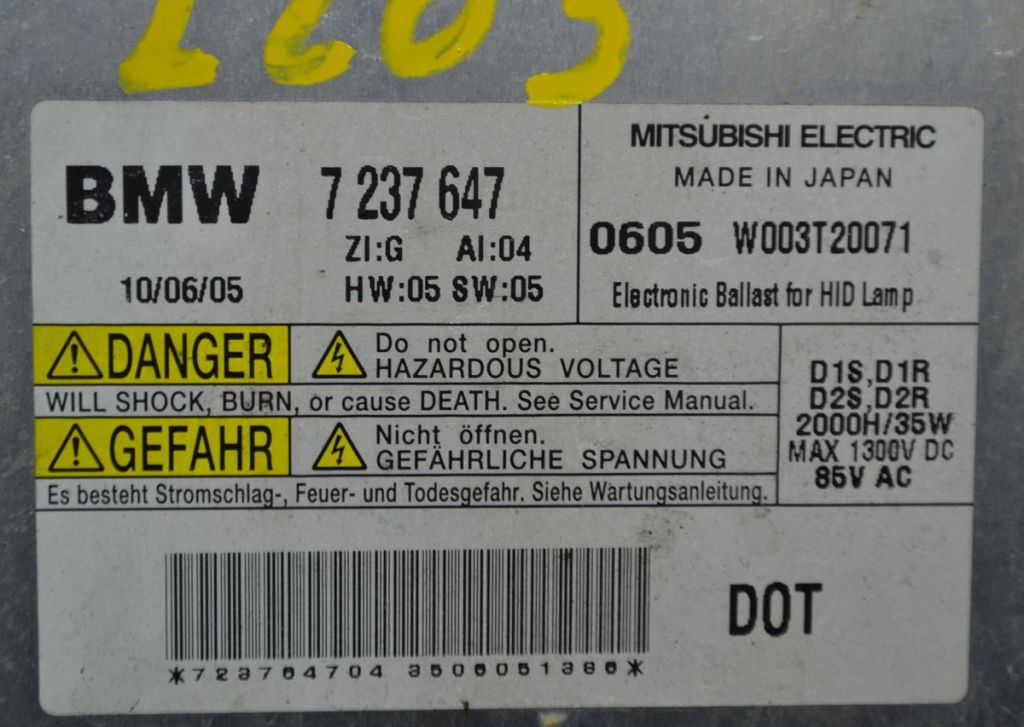 BMW 7 237 647
ZI:G AI:04
10/06/05 HW:05 SW:05
MITSUBISHI ELECTRIC
MADE IN JAPAN
0605 W003T20071
Electronic Ballast for HID Lamp
DANGER
Do not open.
HAZARDOUS VOLTAGE
WILL SHOCK, BURN, or cause DEATH. See Service Manual.
GEFAHR
Nicht öffnen.
GEFÄHRLICHE SPANNUNG
Es besteht Stromschlag-, Feuer- und Todesgefahr. Siehe Wartungsanleitung.
D1S,D1R
D2S,D2R
2000H/35W
MAX 1300V DC
85V AC
DOT